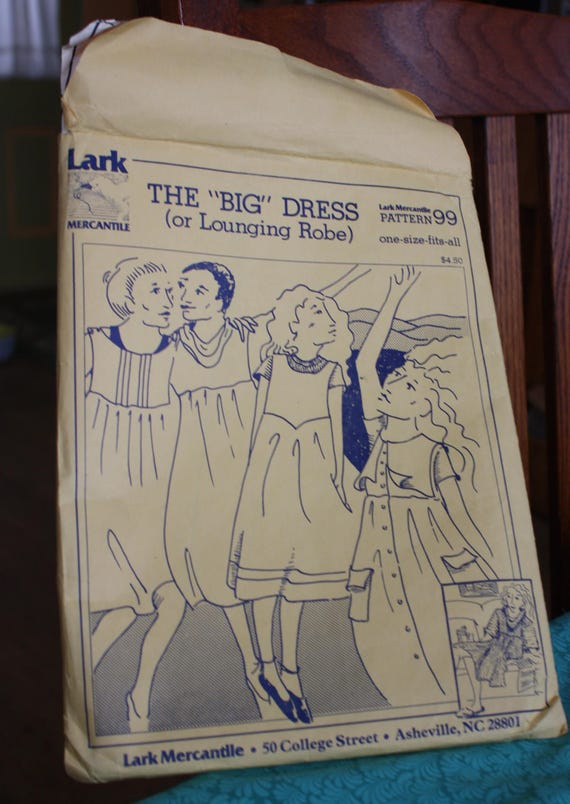 Lark
MERCANTILE
THE "BIG" DRESS
(or Lounging Robe)
Lark Mercantile
PATTERN 99
one-size-fits-all
$4.50
Lark Mercantile • 50 College Street • Asheville, NC 28801